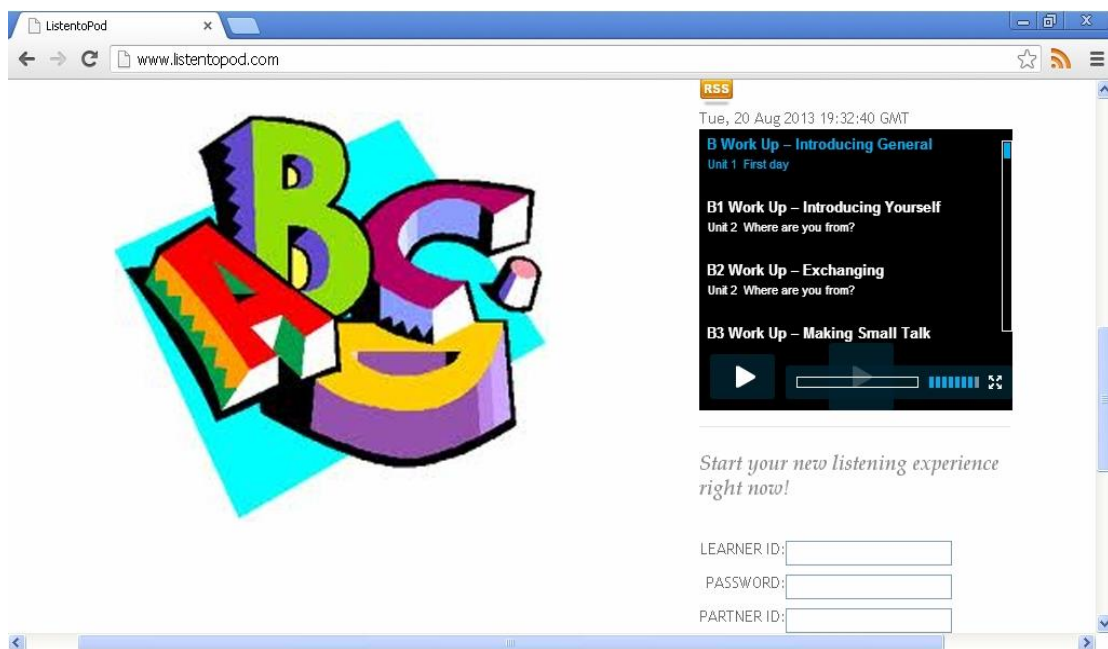 ListentoPod
www.listentopod.com
A B C D
RSS
Tue, 20 Aug 2013 19:32:40 GMT
B Work Up – Introducing General
Unit 1 First day
B1 Work Up – Introducing Yourself
Unit 2 Where are you from?
B2 Work Up – Exchanging
Unit 2 Where are you from?
B3 Work Up – Making Small Talk
Start your new listening experience
right now!
LEARNER ID:
PASSWORD:
PARTNER ID: